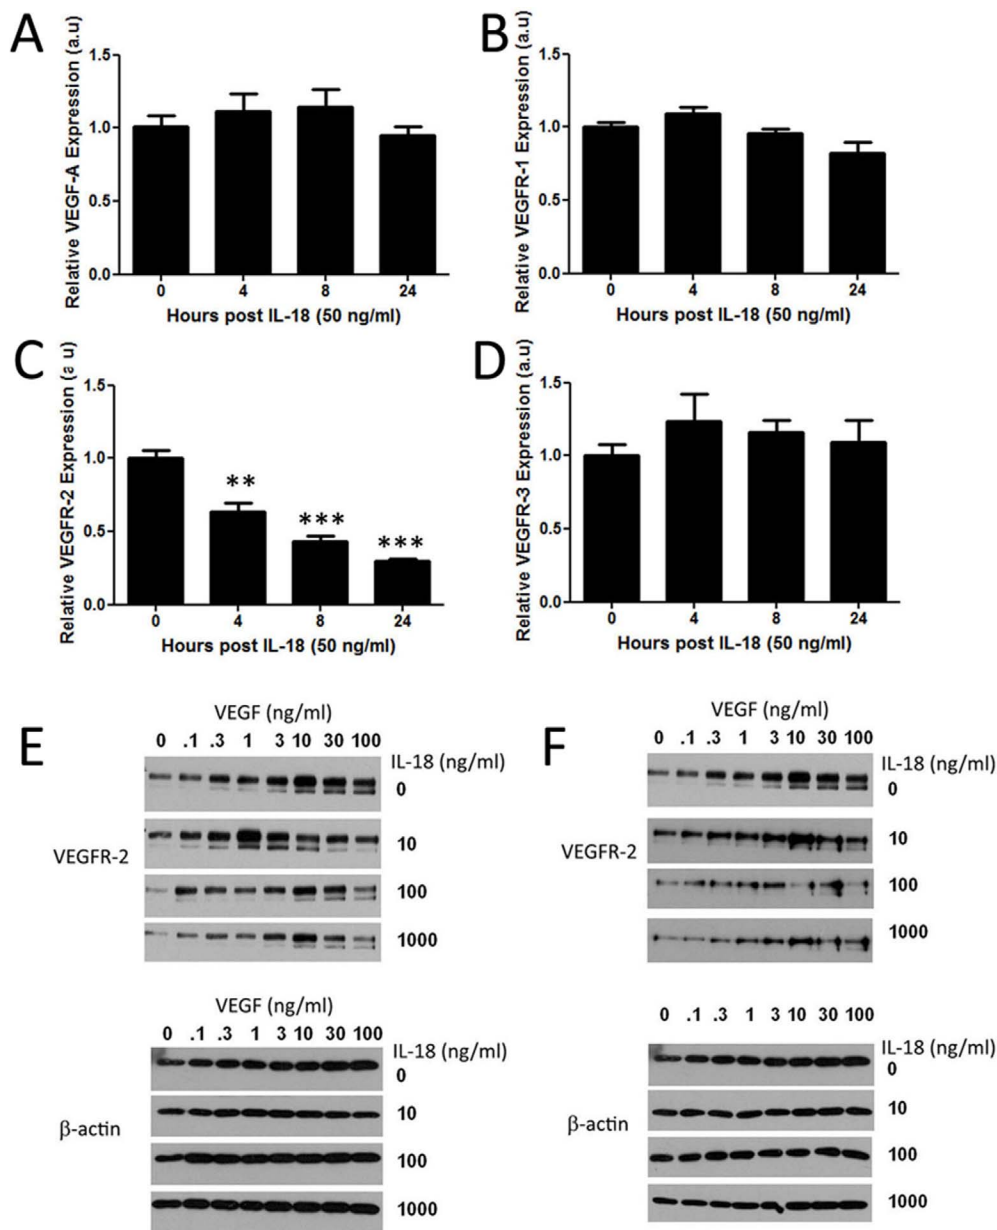 A
Relative VEGF-A Expression (a.u)
1.5
1.0
0.5
0.0
0 4 8 24
Hours post IL-18 (50 ng/ml)
B
Relative VEGFR-1 Expression (a.u)
1.5
1.0
0.5
0.0
0 4 8 24
Hours post IL-18 (50 ng/ml)
C
Relative VEGFR-2 Expression (a u)
1.5
1.0
0.5
0.0
**
***
***
0 4 8 24
Hours post IL-18 (50 ng/ml)
D
Relative VEGFR-3 Expression (a.u)
1.5
1.0
0.5
0.0
0 4 8 24
Hours post IL-18 (50 ng/ml)
E
VEGF (ng/ml)
0 .1 .3 1 3 10 30 100
IL-18 (ng/ml)
0
10
VEGFR-2
100
1000
VEGF (ng/ml)
0 .1 .3 1 3 10 30 100
IL-18 (ng/ml)
0
10
β-actin
100
1000
F
VEGF (ng/ml)
0 .1 .3 1 3 10 30 100
IL-18 (ng/ml)
0
10
VEGFR-2
100
1000
0 .1 .3 1 3 10 30 100
IL-18 (ng/ml)
0
10
β-actin
100
1000